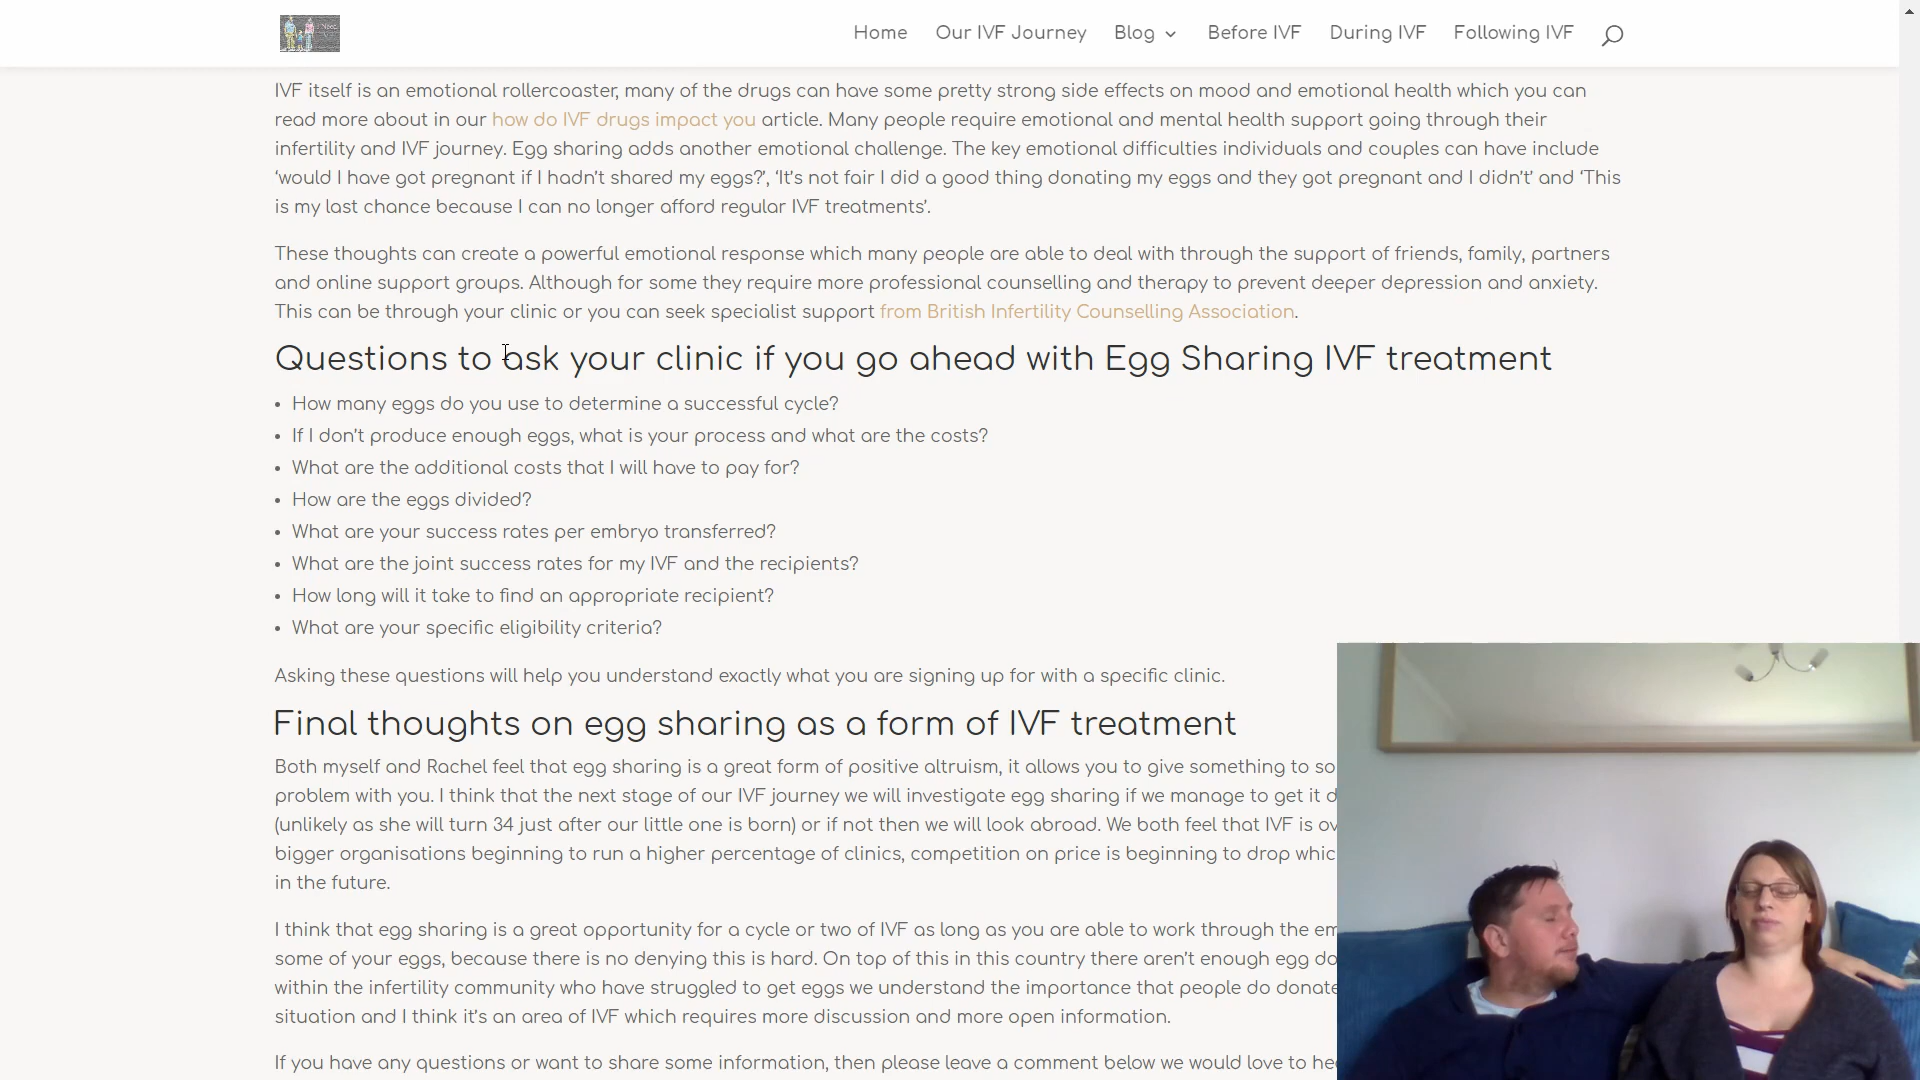 Home Our IVF Journey Blog Before IVF During IVF Following IVF
IVF itself is an emotional rollercoaster, many of the drugs can have some pretty strong side effects on mood and emotional health which you can
read more about in our how do IVF drugs impact you article. Many people require emotional and mental health support going through their
infertility and IVF journey. Egg sharing adds another emotional challenge. The key emotional difficulties individuals and couples can have include
‘would I have got pregnant if I hadn’t shared my eggs?’, ‘It’s not fair I did a good thing donating my eggs and they got pregnant and I didn’t’ and ‘This
is my last chance because I can no longer afford regular IVF treatments’.
These thoughts can create a powerful emotional response which many people are able to deal with through the support of friends, family, partners
and online support groups. Although for some they require more professional counselling and therapy to prevent deeper depression and anxiety.
This can be through your clinic or you can seek specialist support from British Infertility Counselling Association.
Questions to ask your clinic if you go ahead with Egg Sharing IVF treatment
• How many eggs do you use to determine a successful cycle?
• If I don’t produce enough eggs, what is your process and what are the costs?
• What are the additional costs that I will have to pay for?
• How are the eggs divided?
• What are your success rates per embryo transferred?
• What are the joint success rates for my IVF and the recipients?
• How long will it take to find an appropriate recipient?
• What are your specific eligibility criteria?
Asking these questions will help you understand exactly what you are signing up for with a specific clinic.
Final thoughts on egg sharing as a form of IVF treatment
Both myself and Rachel feel that egg sharing is a great form of positive altruism, it allows you to give something to so
problem with you. I think that the next stage of our IVF journey we will investigate egg sharing if we manage to get it d
(unlikely as she will turn 34 just after our little one is born) or if not then we will look abroad. We both feel that IVF is ov
bigger organisations beginning to run a higher percentage of clinics, competition on price is beginning to drop whic
in the future.
I think that egg sharing is a great opportunity for a cycle or two of IVF as long as you are able to work through the em
some of your eggs, because there is no denying this is hard. On top of this in this country there aren’t enough egg do
within the infertility community who have struggled to get eggs we understand the importance that people do donate
situation and I think it’s an area of IVF which requires more discussion and more open information.
If you have any questions or want to share some information, then please leave a comment below we would love to he